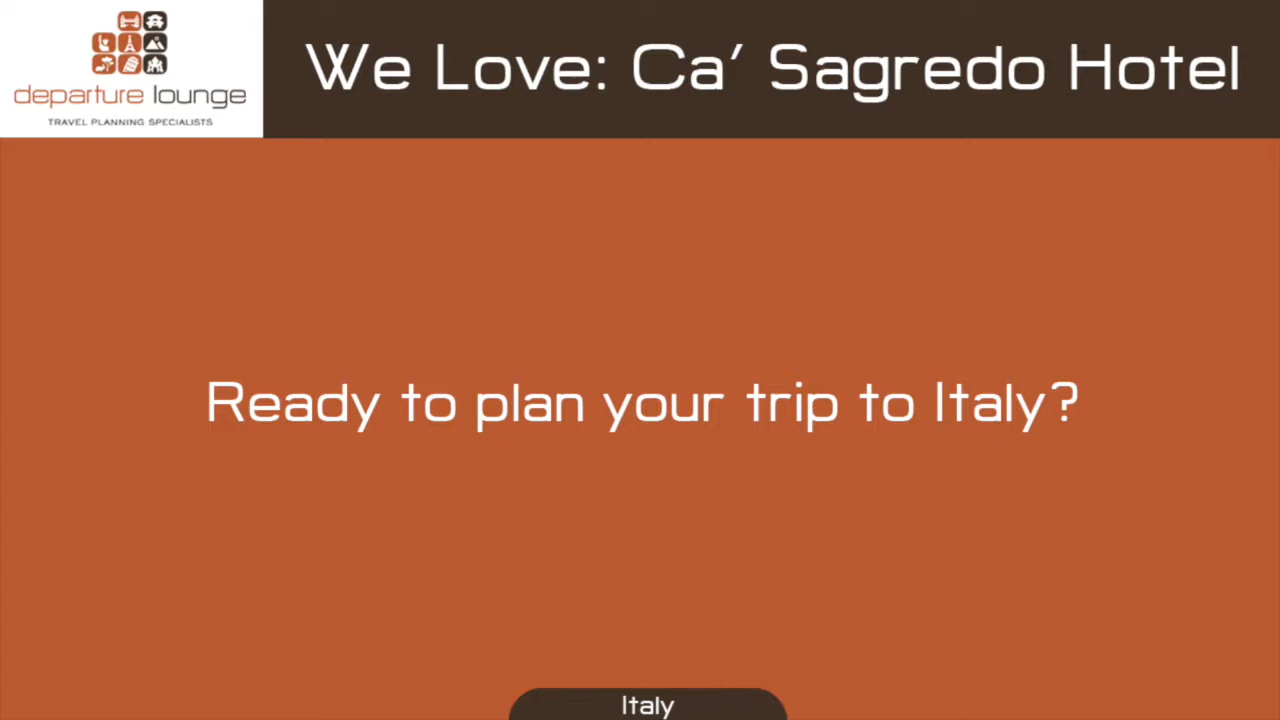 departure lounge
TRAVEL PLANNING SPECIALISTS
We Love: Ca' Sagredo Hotel
Ready to plan your trip to Italy?
Italy